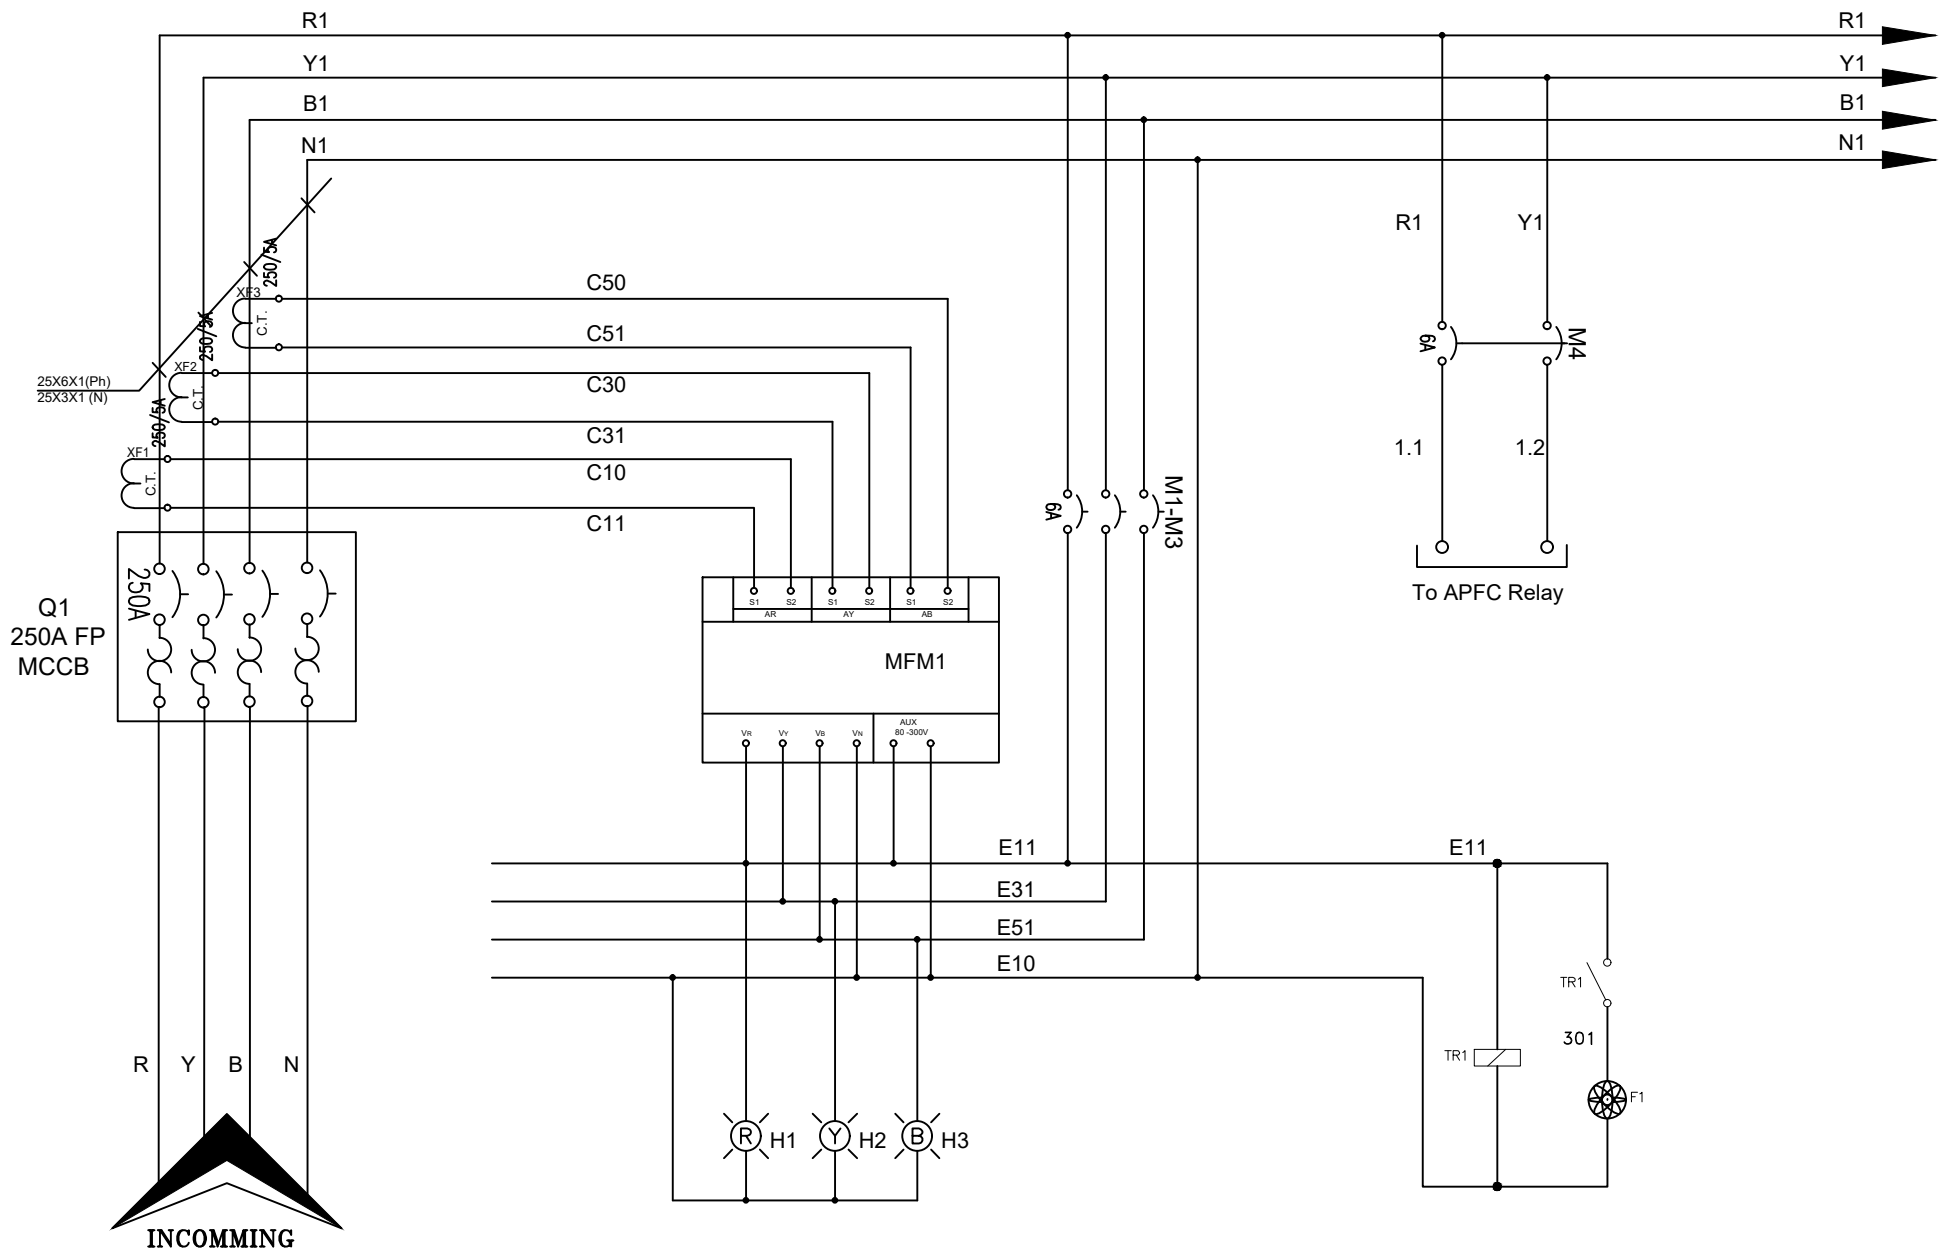 R1
R1
Y1
Y1
B1
B1
N1
N1
R1
Y1
250/5A
XF3
C.T.
C50
C51
250/5A
XF2
C.T.
C30
C31
25X6X1(Ph)
25X3X1 (N)
250/5A
XF1
C.T.
C10
C11
6A
M4
1.1
1.2
6A
M1-M3
To APFC Relay
Q1
250A FP
MCCB
250A
S1
S2
S1
S2
S1
S2
AR
AY
AB
MFM1
AUX
80 -300V
VR
VY
VB
VN
E11
E11
E31
E51
E10
TR1
301
TR1
F1
R
Y
B
N
R
H1
Y
H2
B
H3
INCOMMING